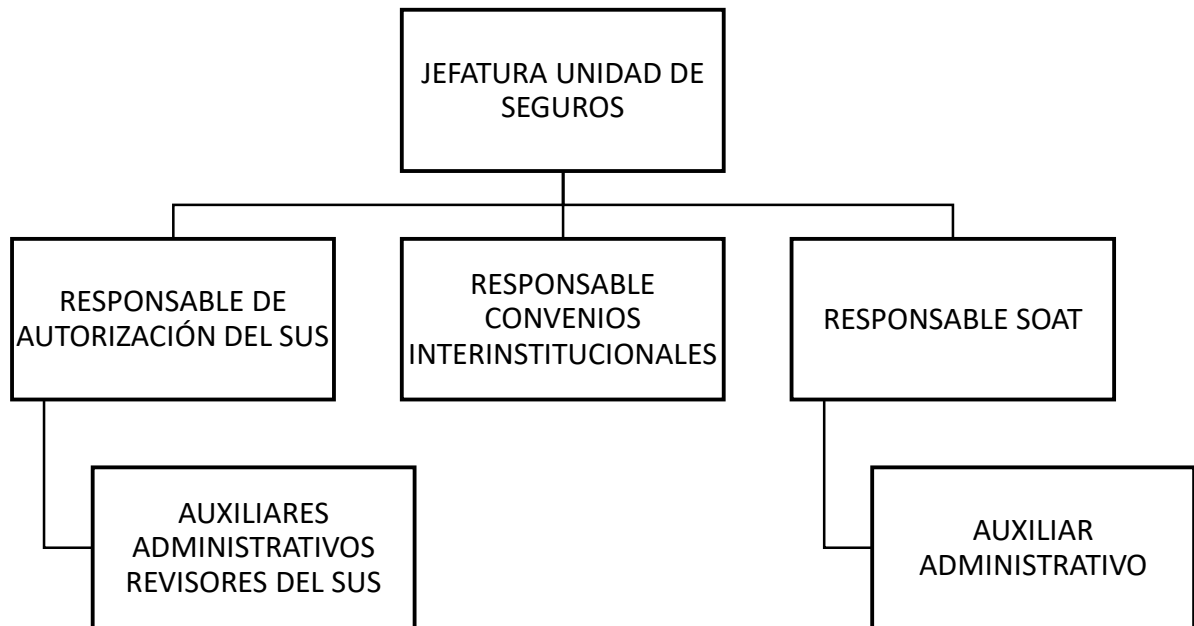 JEFATURA UNIDAD DE
SEGUROS
RESPONSABLE DE
AUTORIZACIÓN DEL SUS
RESPONSABLE
CONVENIOS
INTERINSTITUCIONALES
RESPONSABLE SOAT
AUXILIARES
ADMINISTRATIVOS
REVISORES DEL SUS
AUXILIAR
ADMINISTRATIVO